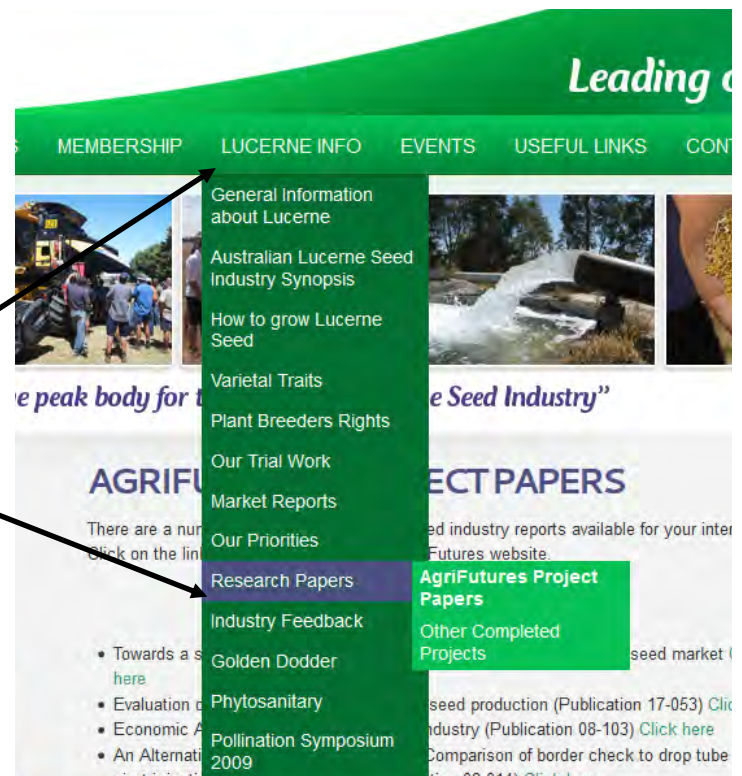 Leading
MEMBERSHIP LUCERNE INFO EVENTS USEFUL LINKS
General Information
about Lucerne
Australian Lucerne Seed
Industry Synopsis
How to grow Lucerne
Seed
Varietal Traits
Plant Breeders Rights
Our Trial Work
Market Reports
Our Priorities
Research Papers
Industry Feedback
Golden Dodder
Phytosanitary
Pollination Symposium
2009
AgriFutures Project
Papers
Other Completed
Projects
peak body for e Seed Industry”
AGRIF ECT PAPERS
There are a ed industry reports available for your
Click on the Futures website.
• Towards a s seed market
here
• Evaluation seed production (Publication 17-053)
• Economic A ndustry (Publication 08-103) Click here
• An Alternati Comparison of border check to drop tube